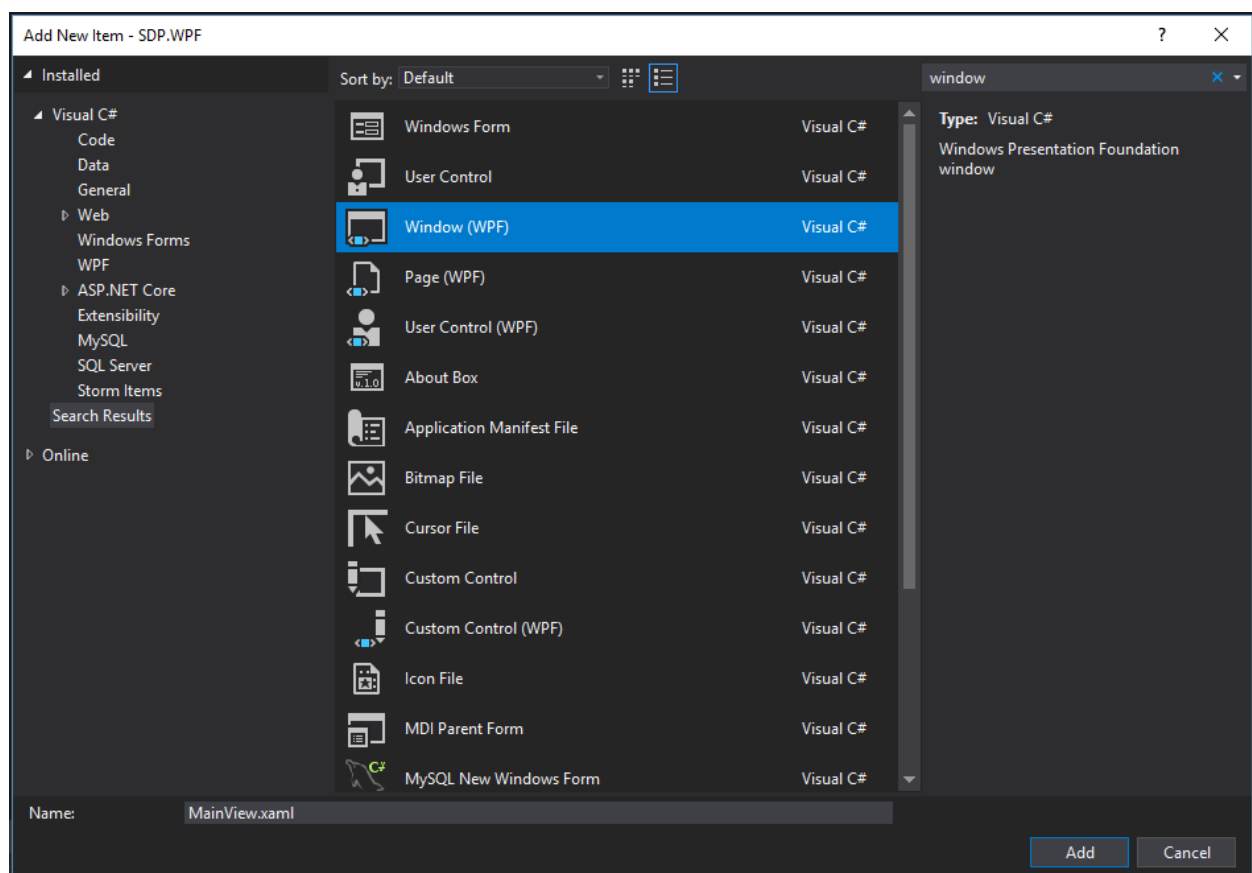 Add New Item - SDP.WPF
?
Installed
Sort by: Default
window
Visual C#
Code
Data
General
Web
Windows Forms
WPF
ASP.NET Core
Extensibility
MySQL
SQL Server
Storm Items
Search Results
Online
Windows Form Visual C#
User Control Visual C#
Window (WPF) Visual C#
Page (WPF) Visual C#
User Control (WPF) Visual C#
v.1.0 About Box Visual C#
Application Manifest File Visual C#
Bitmap File Visual C#
Cursor File Visual C#
Custom Control Visual C#
Custom Control (WPF) Visual C#
Icon File Visual C#
MDI Parent Form Visual C#
C# MySQL New Windows Form Visual C#
Type: Visual C#
Windows Presentation Foundation
window
Name: MainView.xaml
Add Cancel